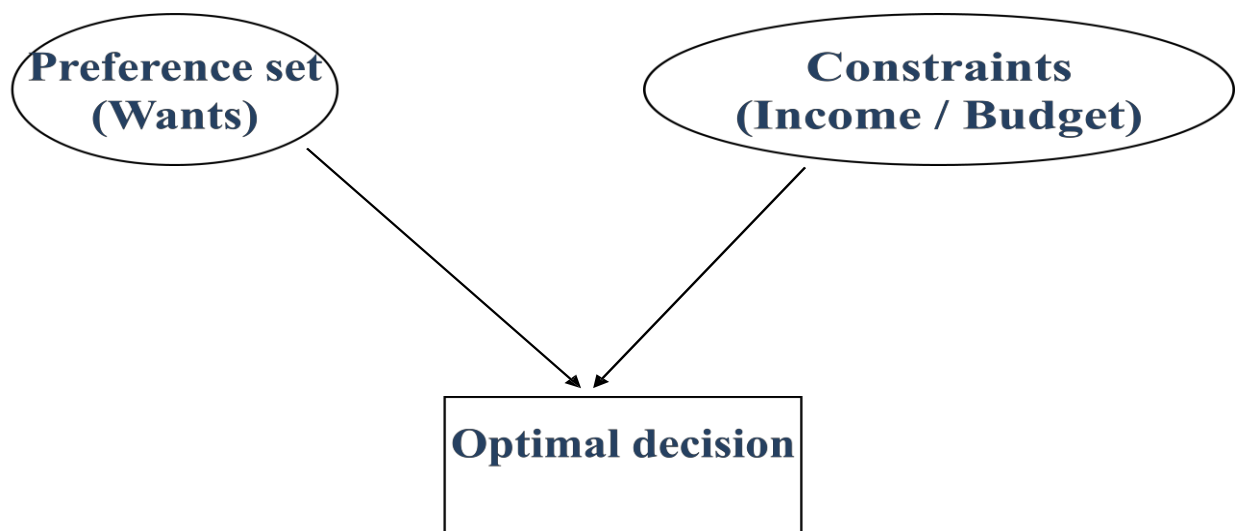 Preference set
(Wants)
Constraints
(Income / Budget)
Optimal decision